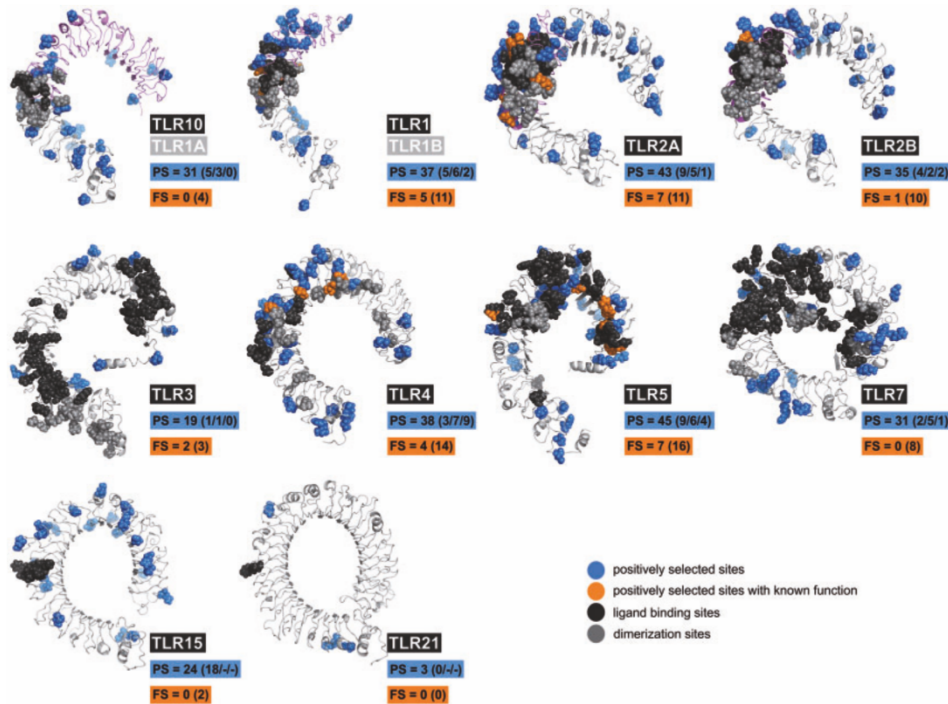 TLR10
TLR1A
PS = 31 (5/3/0)
FS = 0 (4)
TLR1
TLR1B
PS = 37 (5/6/2)
FS = 5 (11)
TLR2A
PS = 43 (9/5/1)
FS = 7 (11)
TLR2B
PS = 35 (4/2/2)
FS = 1 (10)
TLR3
PS = 19 (1/1/0)
FS = 2 (3)
TLR4
PS = 38 (3/7/9)
FS = 4 (14)
TLR5
PS = 45 (9/6/4)
FS = 7 (16)
TLR7
PS = 31 (2/5/1)
FS = 0 (8)
TLR15
PS = 24 (18/-/-)
FS = 0 (2)
TLR21
PS = 3 (0/-/-)
FS = 0 (0)
positively selected sites
positively selected sites with known function
ligand binding sites
dimerization sites